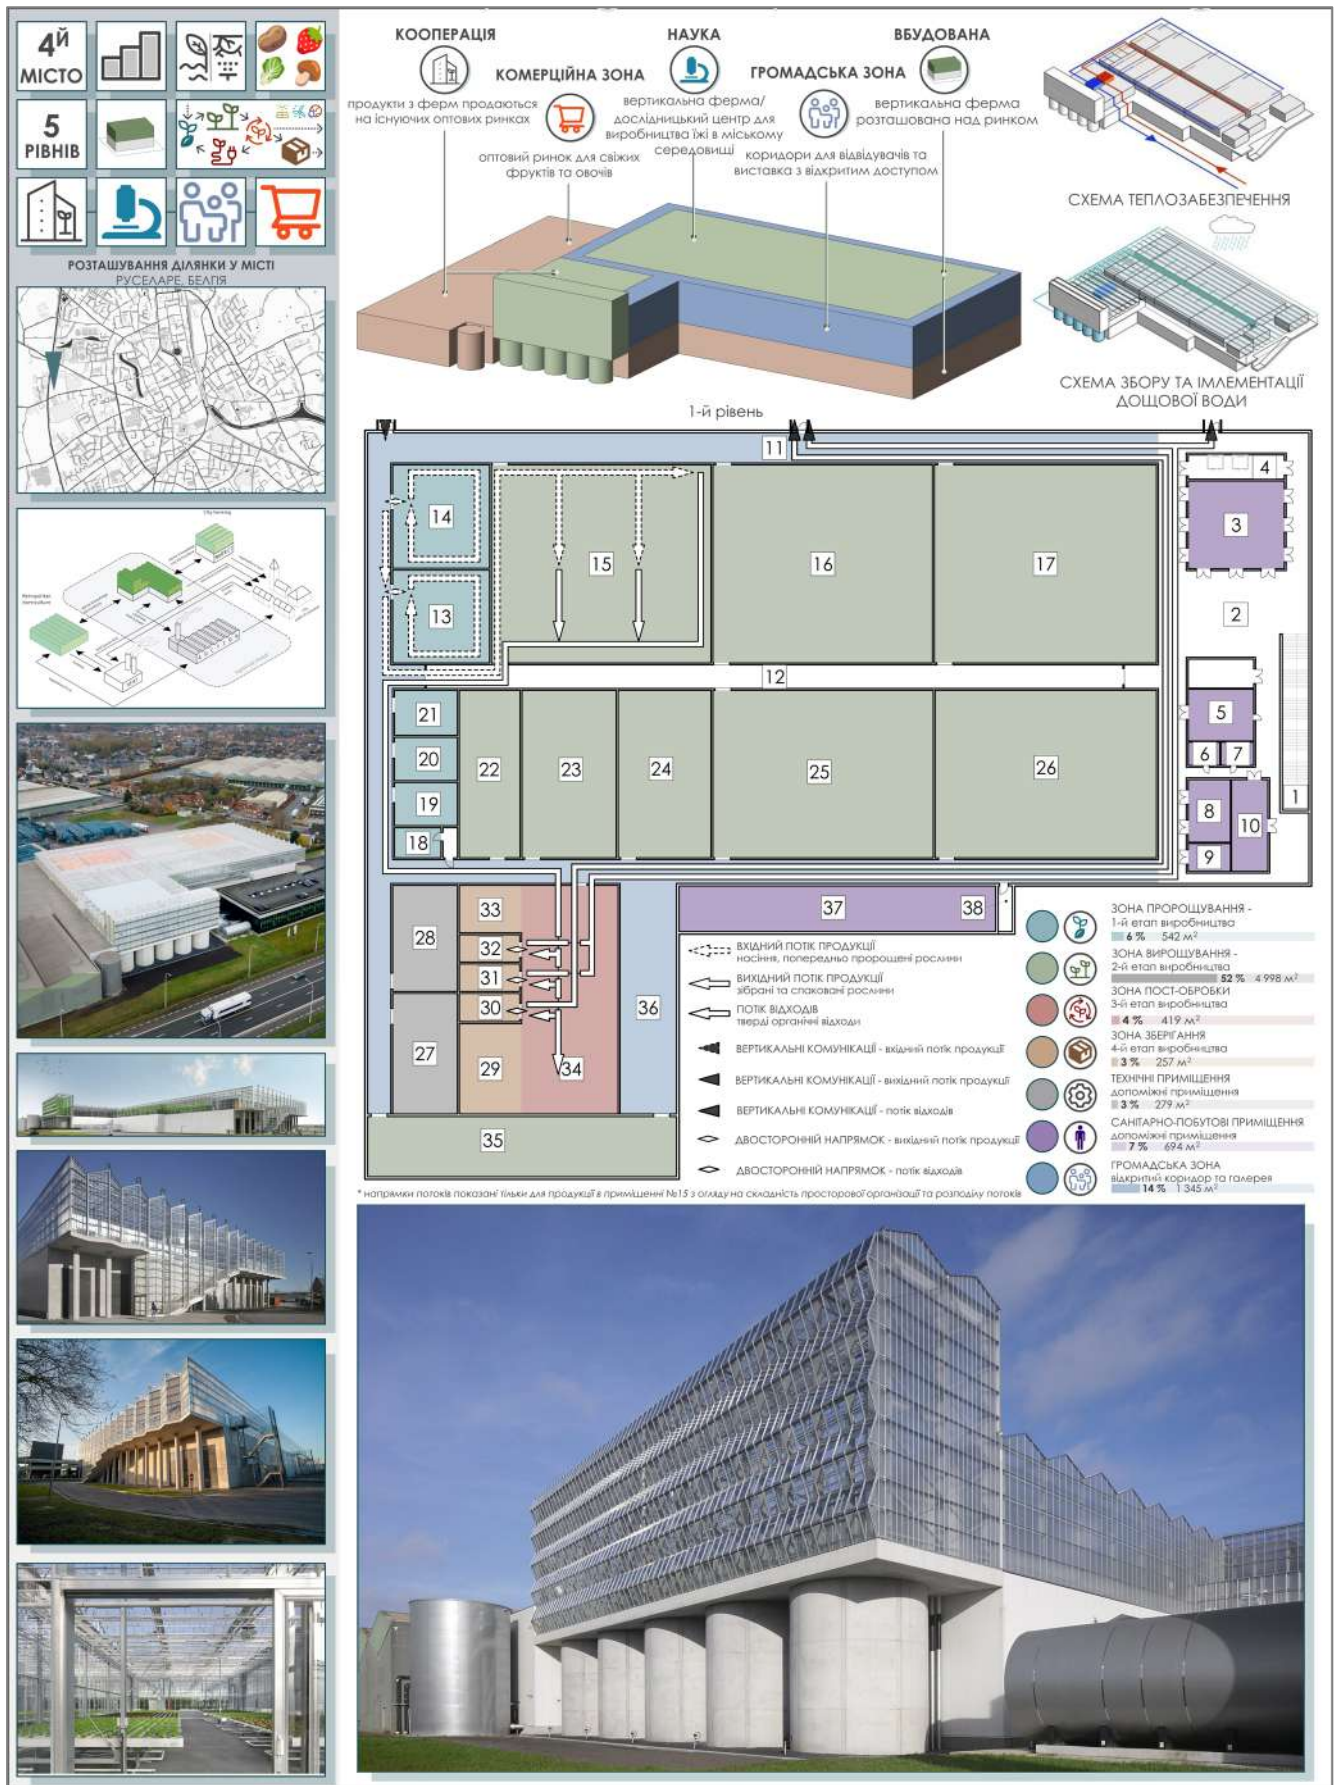 4Й
МІСТО
5
РІВНІВ
РОЗТАШУВАННЯ ДІЛЯНКИ У МІСТІ
РУСЕЛАРЕ, БЕЛГІЯ
КООПЕРАЦІЯ
продукти з ферм продаються
на існуючих оптових ринках
КОМЕРЦІЙНА ЗОНА
оптовий ринок для свіжих
фруктів та овочів
НАУКА
вертикальна ферма/
дослідницький центр для
виробництва їжі в міському
середовищі
ГРОМАДСЬКА ЗОНА
коридори для відвідувачів та
виставка з відкритим доступом
ВБУДОВАНА
вертикальна ферма
розташована над ринком
СХЕМА ТЕПЛОЗАБЕЗПЕЧЕННЯ
СХЕМА ЗБОРУ ТА ІМЛЕМЕНТАЦІЇ
ДОЩОВОЇ ВОДИ
1-й рівень
11
4
14
3
15
16
17
13
2
12
21
5
20
22
23
24
25
26
6
7
19
1
8
10
18
9
33
37
38
28
32
31
30
36
27
29
34
35
ВХІДНИЙ ПОТІК ПРОДУКЦІЇ
насіння, попередньо пророщені рослини
ВИХІДНИЙ ПОТІК ПРОДУКЦІЇ
зібрані та спаковані рослини
ПОТІК ВІДХОДІВ
тверді органічні відходи
ВЕРТИКАЛЬНІ КОМУНІКАЦІЇ - вхідний потік продукції
ВЕРТИКАЛЬНІ КОМУНІКАЦІЇ - вихідний потік продукції
ВЕРТИКАЛЬНІ КОМУНІКАЦІЇ - потік відходів
ДВОСТОРОННІЙ НАПРЯМОК - вихідний потік продукції
ДВОСТОРОННІЙ НАПРЯМОК - потік відходів
ЗОНА ПРОРОЩУВАННЯ -
1-й етап виробництва
6 % 542 м²
ЗОНА ВИРОЩУВАННЯ -
2-й етап виробництва
52 % 4 998 м²
ЗОНА ПОСТ-ОБРОБКИ
3-й етап виробництва
4 % 419 м²
ЗОНА ЗБЕРІГАННЯ
4-й етап виробництва
3 % 257 м²
ТЕХНІЧНІ ПРИМІЩЕННЯ
допоміжні приміщення
3 % 279 м²
САНІТАРНО-ПОБУТОВІ ПРИМІЩЕННЯ
допоміжні приміщення
7 % 694 м²
ГРОМАДСЬКА ЗОНА
відкритий коридор та галерея
14 % 1 345 м²
* напрямки потоків показані тільки для продукції в приміщенні №15 з огляду на складність просторової організації та розподілу потоків